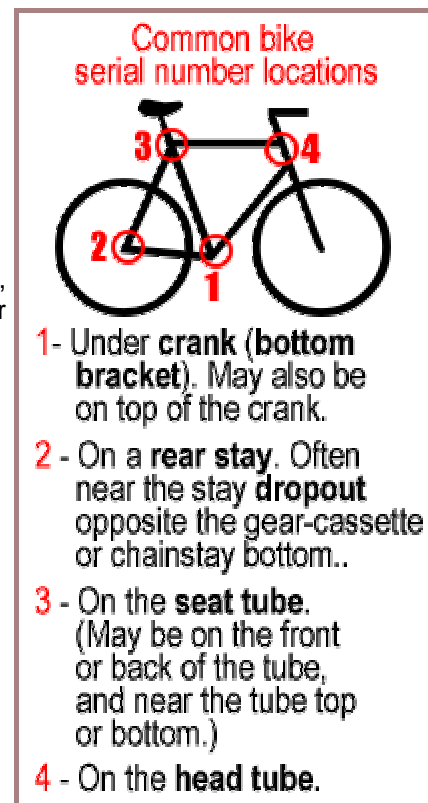 Common bike
serial number locations
3
4
2
1
,
r
1- Under crank (bottom
bracket). May also be
on top of the crank.
2 - On a rear stay. Often
near the stay dropout
opposite the gear-cassette
or chainstay bottom..
3 - On the seat tube.
(May be on the front
or back of the tube,
and near the tube top
or bottom.)
4 - On the head tube.